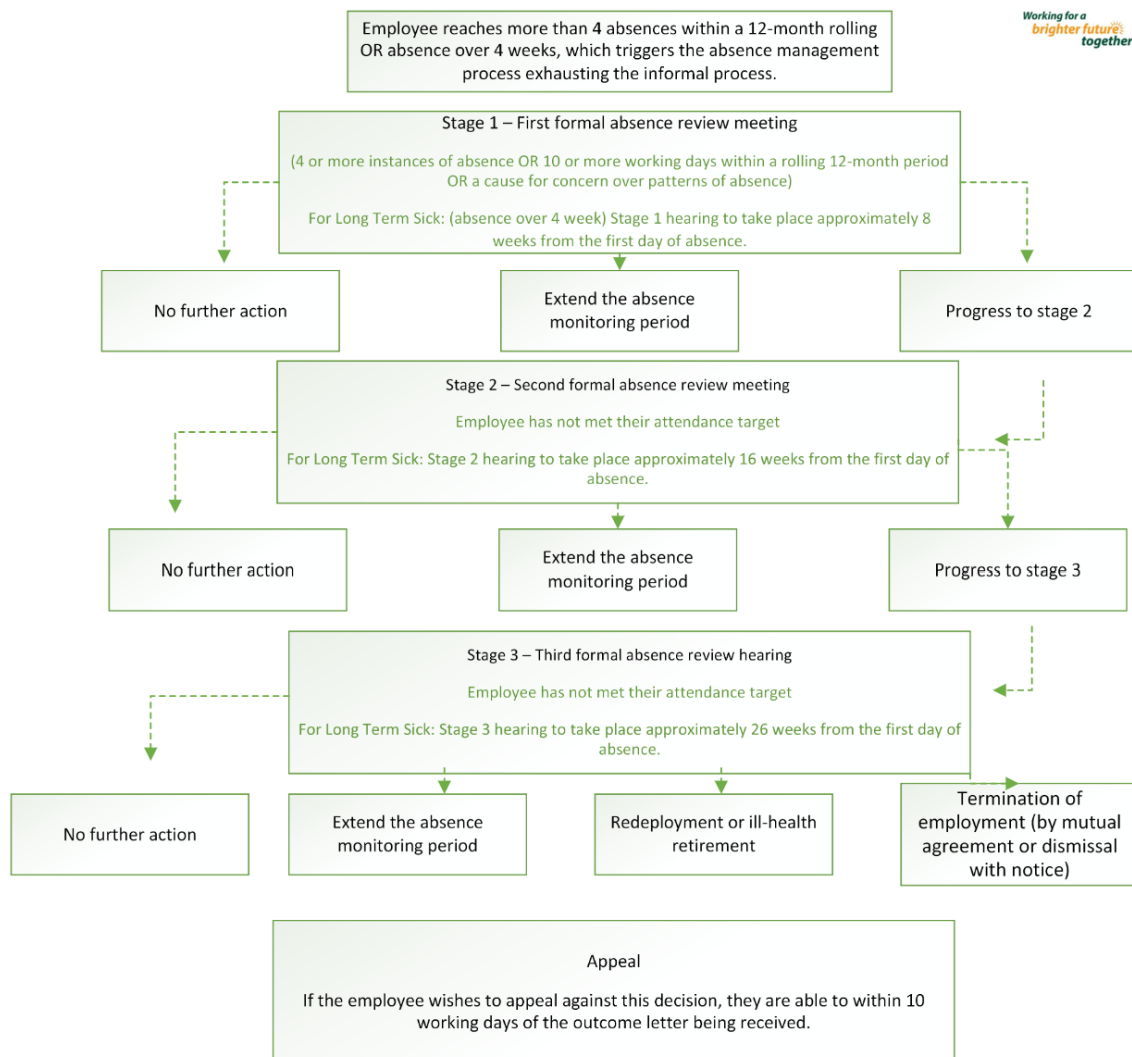 Working for a
brighter future
together
Employee reaches more than 4 absences within a 12-month rolling
OR absence over 4 weeks, which triggers the absence management
process exhausting the informal process.
Stage 1 – First formal absence review meeting
(4 or more instances of absence OR 10 or more working days within a rolling 12-month period
OR a cause for concern over patterns of absence)
For Long Term Sick: (absence over 4 week) Stage 1 hearing to take place approximately 8
weeks from the first day of absence.
No further action
Extend the absence
monitoring period
Progress to stage 2
Stage 2 – Second formal absence review meeting
Employee has not met their attendance target
For Long Term Sick: Stage 2 hearing to take place approximately 16 weeks from the first day of
absence.
No further action
Extend the absence
monitoring period
Progress to stage 3
Stage 3 – Third formal absence review hearing
Employee has not met their attendance target
For Long Term Sick: Stage 3 hearing to take place approximately 26 weeks from the first day of
absence.
No further action
Extend the absence
monitoring period
Redeployment or ill-health
retirement
Termination of
employment (by mutual
agreement or dismissal
with notice)
Appeal
If the employee wishes to appeal against this decision, they are able to within 10
working days of the outcome letter being received.